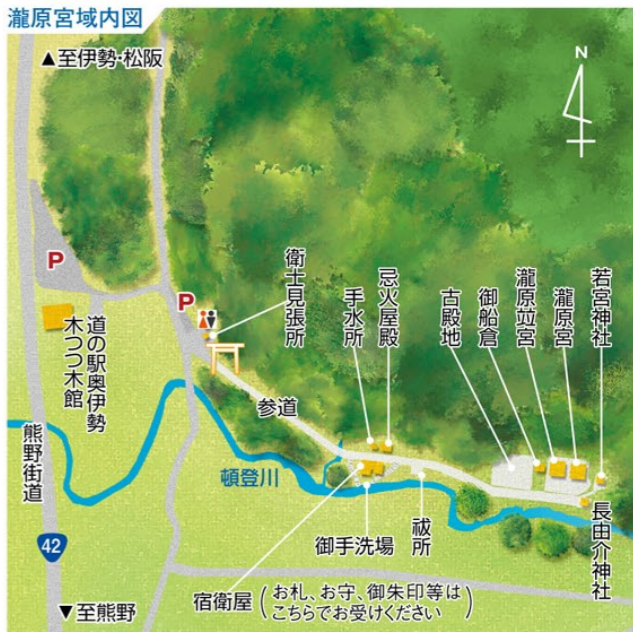 瀧原宮域内図
▲至伊勢・松阪
N
P
P
道の駅奥伊勢
木つつ木館
衛士見張所
手水所
忌火屋殿
古殿地
御船倉
瀧原竝宮
瀧原宮
若宮神社
参道
熊野街道
頓登川
御手洗場
祓所
長由介神社
42
宿衛屋
(お札、お守、御朱印等は
こちらでお受けください)
▼至熊野